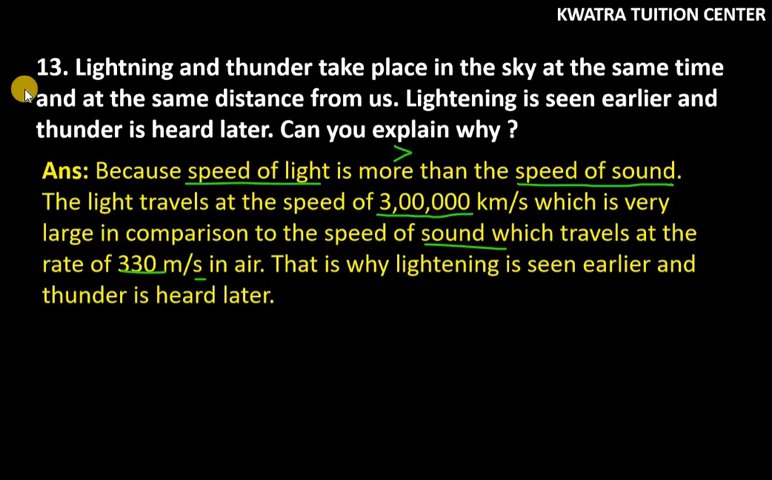 KWATRA TUITION CENTER
13. Lightning and thunder take place in the sky at the same time
and at the same distance from us. Lightening is seen earlier and
thunder is heard later. Can you explain why ?
>
Ans: Because speed of light is more than the speed of sound.
The light travels at the speed of 3,00,000 km/s which is very
large in comparison to the speed of sound which travels at the
rate of 330 m/s in air. That is why lightening is seen earlier and
thunder is heard later.